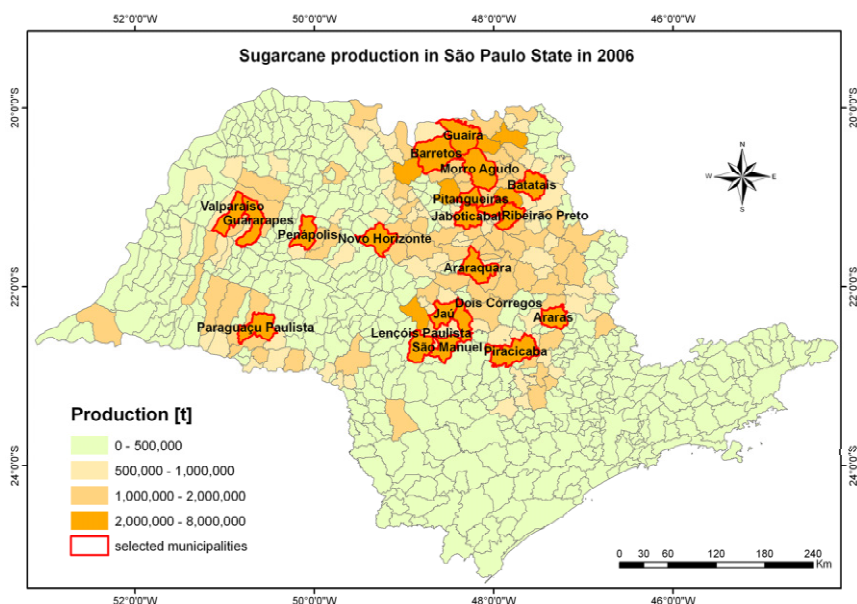 52°0'0"W 50°0'0"W 48°0'0"W 46°0'0"W
Sugarcane production in São Paulo State in 2006
20°0'0"S 20°0'0"S
N
W E
S
Guaíra
Barretos
Morro Agudo
Batatais
Pitangueiras
Valparaíso
Jaboticabal Ribeirão Preto
Guararapes
Penápolis
Novo Horizonte
Araraquara
22°0'0"S 22°0'0"S
Dois Córregos
Jaú
Araras
Paraguaçu Paulista
Lençóis Paulista
São Manuel
Piracicaba
Production [t]
0 - 500,000
500,000 - 1,000,000
1,000,000 - 2,000,000
2,000,000 - 8,000,000
selected municipalities
24°0'0"S 24°0'0"S
0 30 60 120 180 240
Km
52°0'0"W 50°0'0"W 48°0'0"W 46°0'0"W